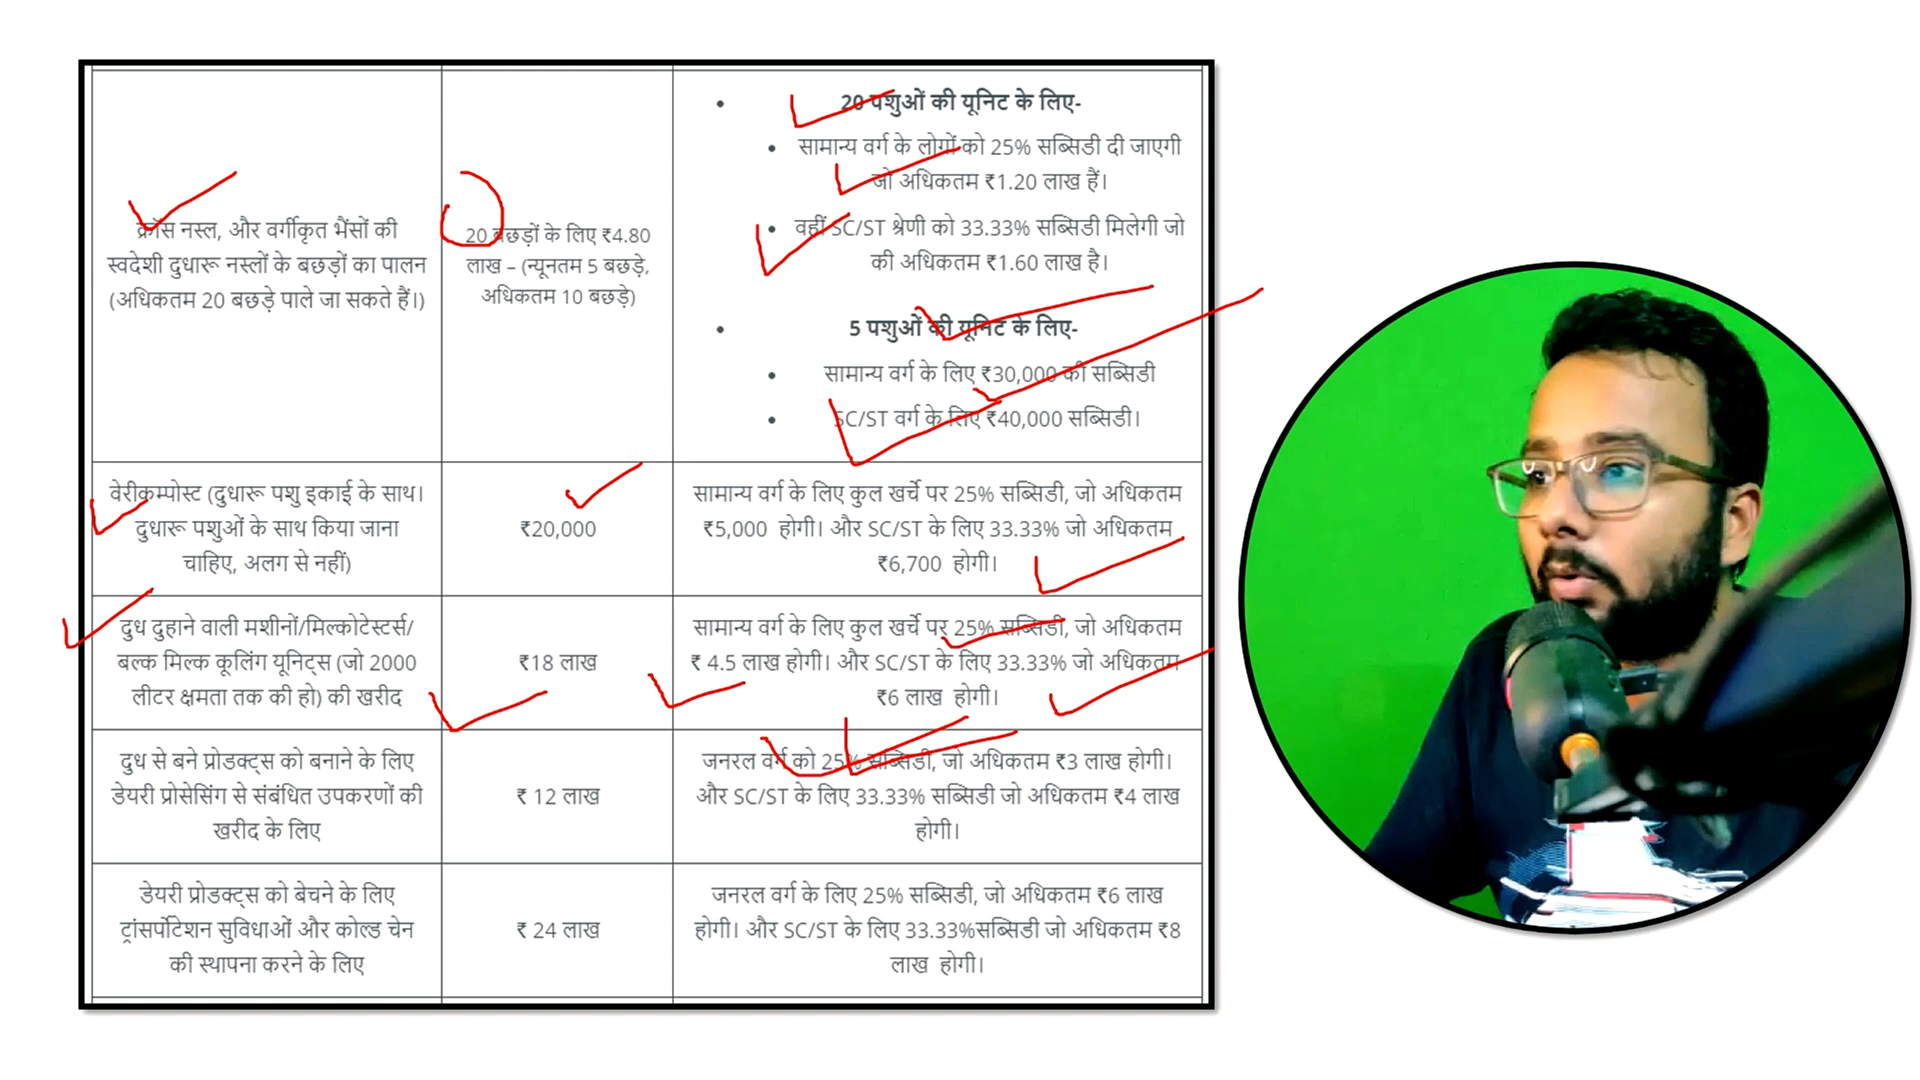 क्रॉस नस्ल, और वर्गीकृत भैंसों की
स्वदेशी दुधारू नस्लों के बछड़ों का पालन
(अधिकतम 20 बछड़े पाले जा सकते हैं।)
20 बछड़ों के लिए ₹4.80
लाख – (न्यूनतम 5 बछड़े,
अधिकतम 10 बछड़े)
• 20 पशुओं की यूनिट के लिए-
• सामान्य वर्ग के लोगों को 25% सब्सिडी दी जाएगी
जो अधिकतम ₹1.20 लाख हैं।
• वहीं SC/ST श्रेणी को 33.33% सब्सिडी मिलेगी जो
की अधिकतम ₹1.60 लाख है।
• 5 पशुओं की यूनिट के लिए-
• सामान्य वर्ग के लिए ₹30,000 की सब्सिडी
• SC/ST वर्ग के लिए ₹40,000 सब्सिडी।
वेरीकम्पोस्ट (दुधारू पशु इकाई के साथ।
दुधारू पशुओं के साथ किया जाना
चाहिए, अलग से नहीं)
₹20,000
सामान्य वर्ग के लिए कुल खर्चे पर 25% सब्सिडी, जो अधिकतम
₹5,000 होगी। और SC/ST के लिए 33.33% जो अधिकतम
₹6,700 होगी।
दुध दुहाने वाली मशीनों/मिल्कोटेस्टर्स/
बल्क मिल्क कूलिंग यूनिट्स (जो 2000
लीटर क्षमता तक की हो) की खरीद
₹18 लाख
सामान्य वर्ग के लिए कुल खर्चे पर 25% सब्सिडी, जो अधिकतम
₹ 4.5 लाख होगी। और SC/ST के लिए 33.33% जो अधिकतम
₹6 लाख होगी।
दुध से बने प्रोडक्ट्स को बनाने के लिए
डेयरी प्रोसेसिंग से संबंधित उपकरणों की
खरीद के लिए
₹ 12 लाख
जनरल वर्ग को 25% सब्सिडी, जो अधिकतम ₹3 लाख होगी।
और SC/ST के लिए 33.33% सब्सिडी जो अधिकतम ₹4 लाख
होगी।
डेयरी प्रोडक्ट्स को बेचने के लिए
ट्रांसपोर्टेशन सुविधाओं और कोल्ड चेन
की स्थापना करने के लिए
₹ 24 लाख
जनरल वर्ग के लिए 25% सब्सिडी, जो अधिकतम ₹6 लाख
होगी। और SC/ST के लिए 33.33%सब्सिडी जो अधिकतम ₹8
लाख होगी।